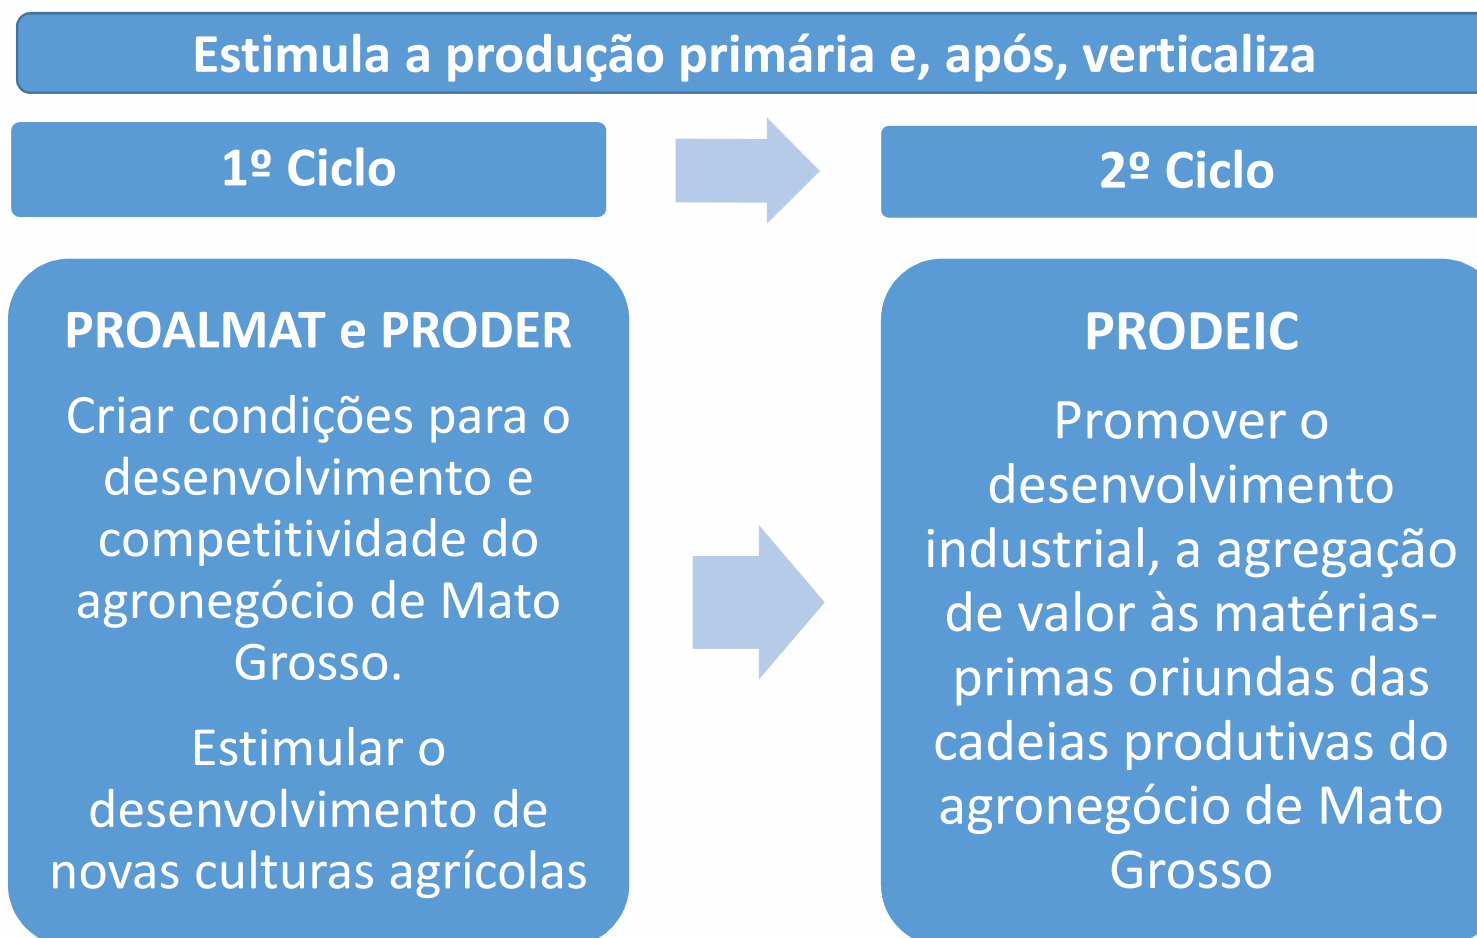 Estimula a produção primária e, após, verticaliza
1º Ciclo
2º Ciclo
PROALMAT e PRODER
Criar condições para o
desenvolvimento e
competitividade do
agronegócio de Mato
Grosso.
Estimular o
desenvolvimento de
novas culturas agrícolas
PRODEIC
Promover o
desenvolvimento
industrial, a agregação
de valor às matérias-
primas oriundas das
cadeias produtivas do
agronegócio de Mato
Grosso